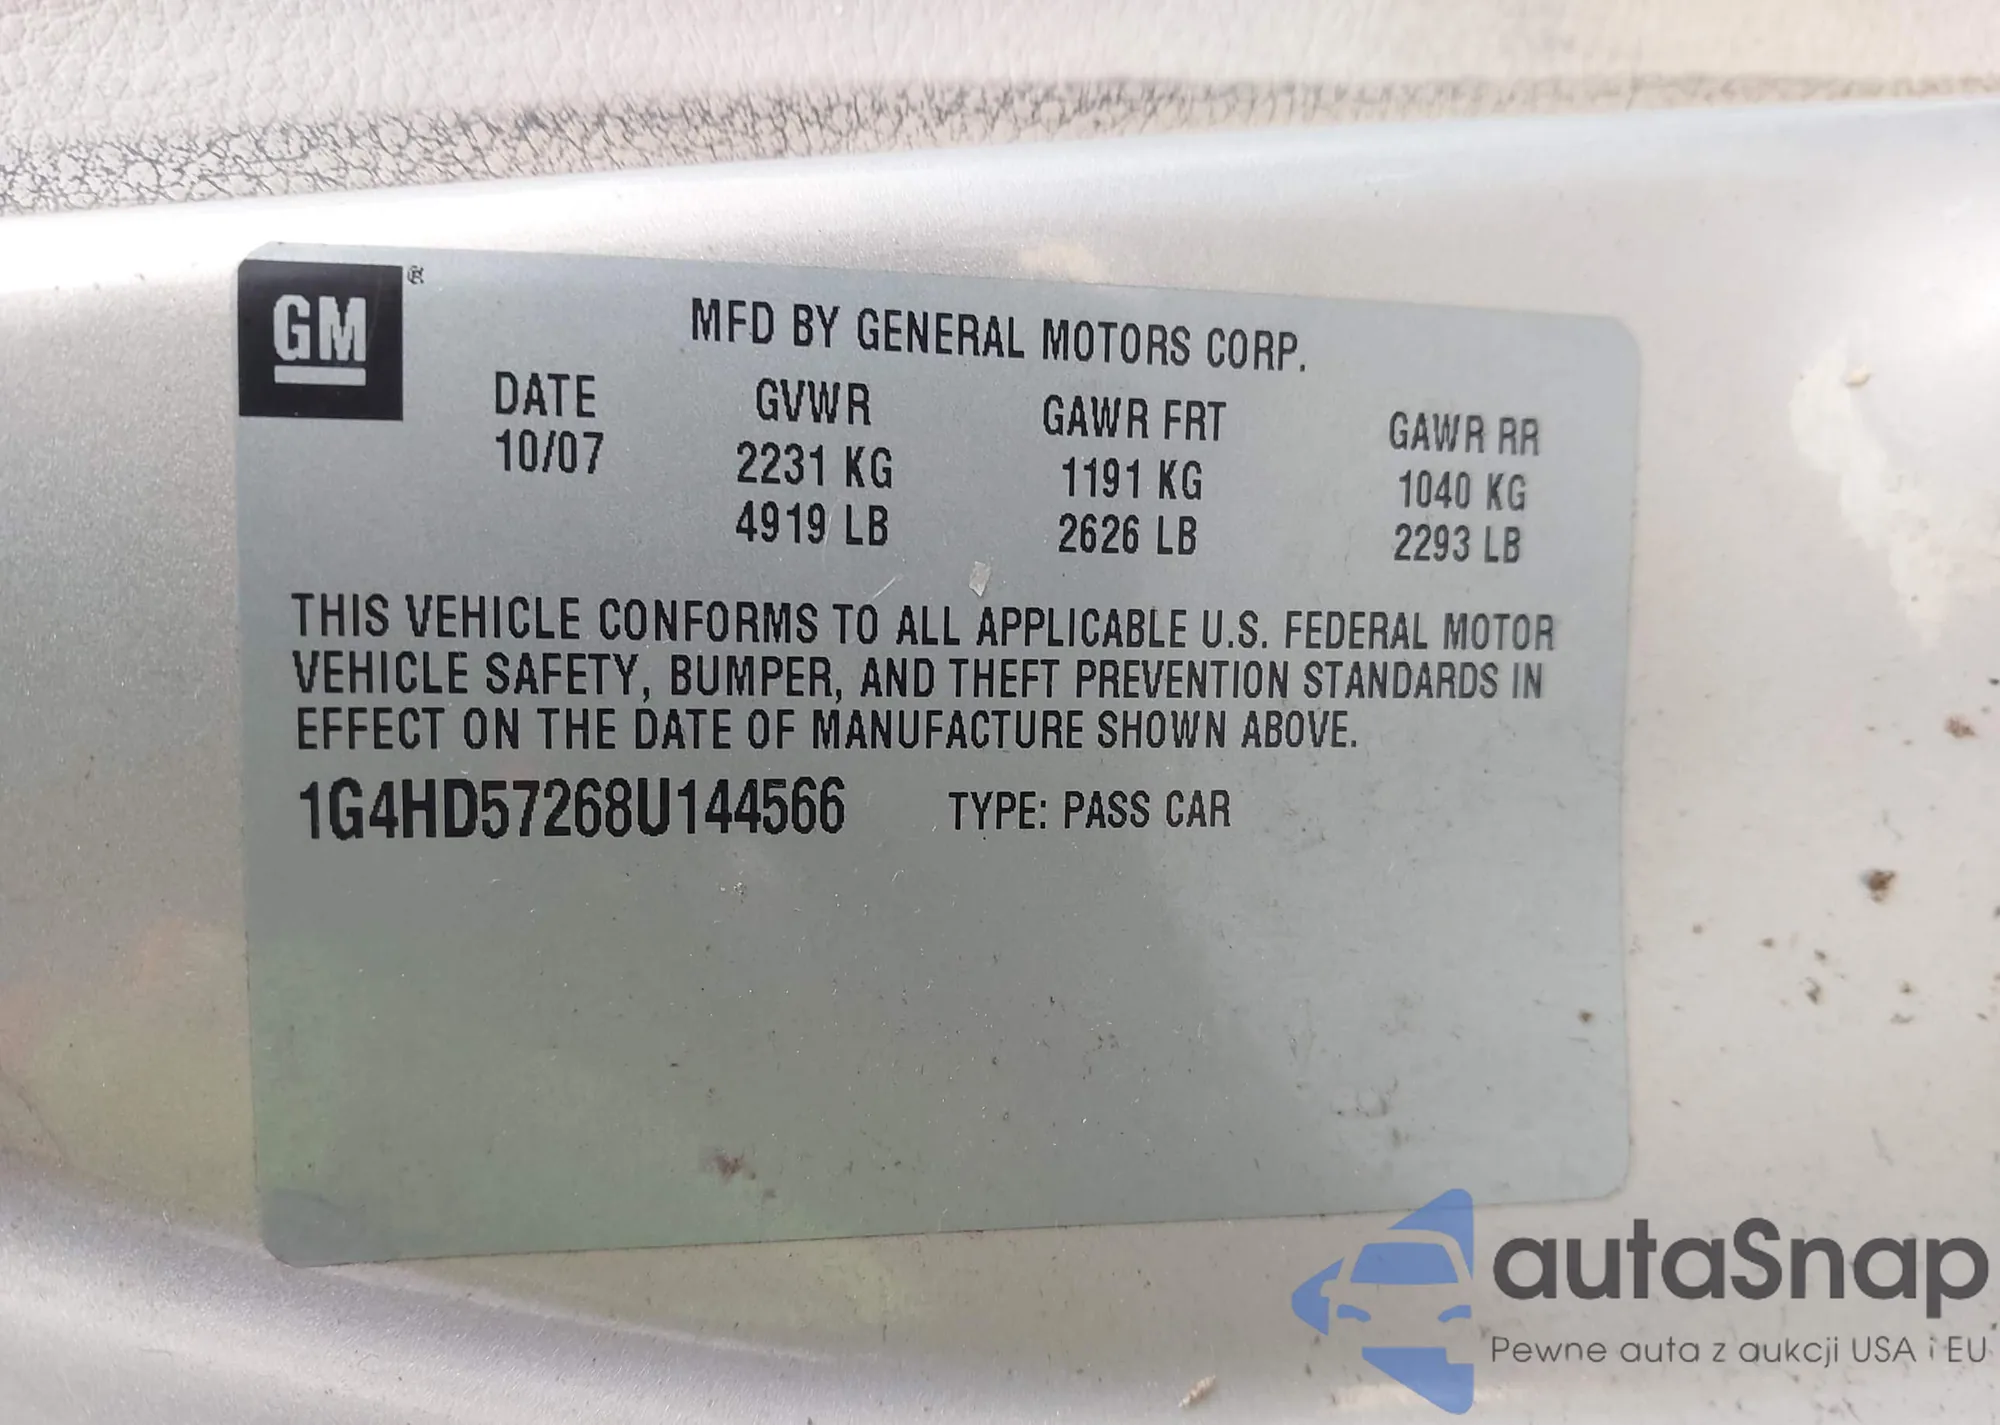 GM ®
MFD BY GENERAL MOTORS CORP.
DATE GVWR GAWR FRT GAWR RR
10/07 2231 KG 1191 KG 1040 KG
4919 LB 2626 LB 2293 LB
THIS VEHICLE CONFORMS TO ALL APPLICABLE U.S. FEDERAL MOTOR
VEHICLE SAFETY, BUMPER, AND THEFT PREVENTION STANDARDS IN
EFFECT ON THE DATE OF MANUFACTURE SHOWN ABOVE.
1G4HD57268U144566 TYPE: PASS CAR
autaSnap
Pewne auta z aukcji USA i EU